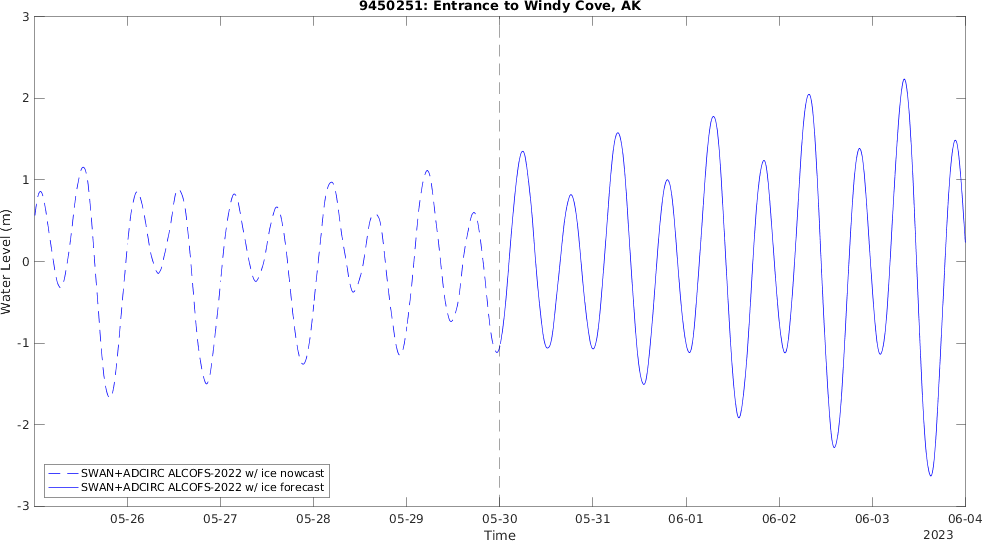 9450251: Entrance to Windy Cove, AK
3
2
1
0
-1
-2
-3
Water Level (m)
SWAN+ADCIRC ALCOFS-2022 w/ ice nowcast
SWAN+ADCIRC ALCOFS-2022 w/ ice forecast
05-26 05-27 05-28 05-29 05-30 05-31 06-01 06-02 06-03 06-04
Time
2023